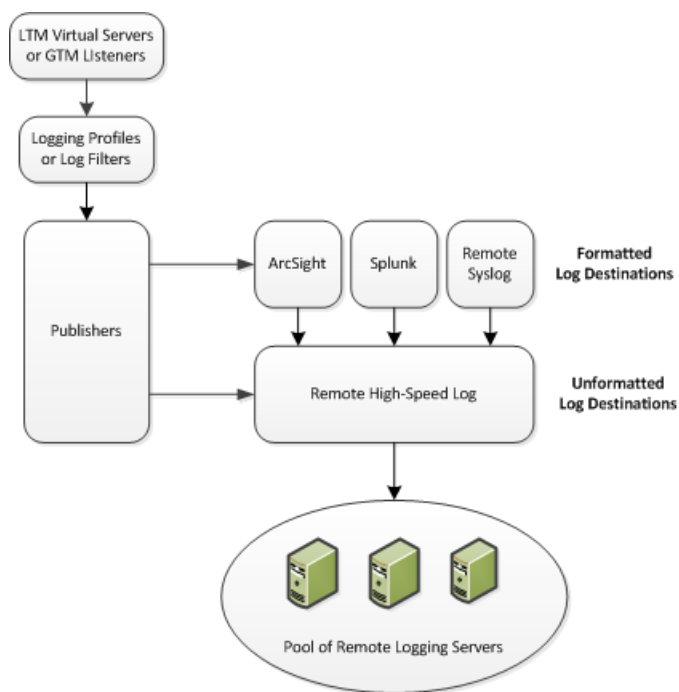 LTM Virtual Servers
or GTM LIsteners
Logging Profiles
or Log Filters
Publishers
ArcSight
Splunk
Remote
Syslog
Formatted
Log Destinations
Remote High-Speed Log
Unformatted
Log Destinations
Pool of Remote Logging Servers